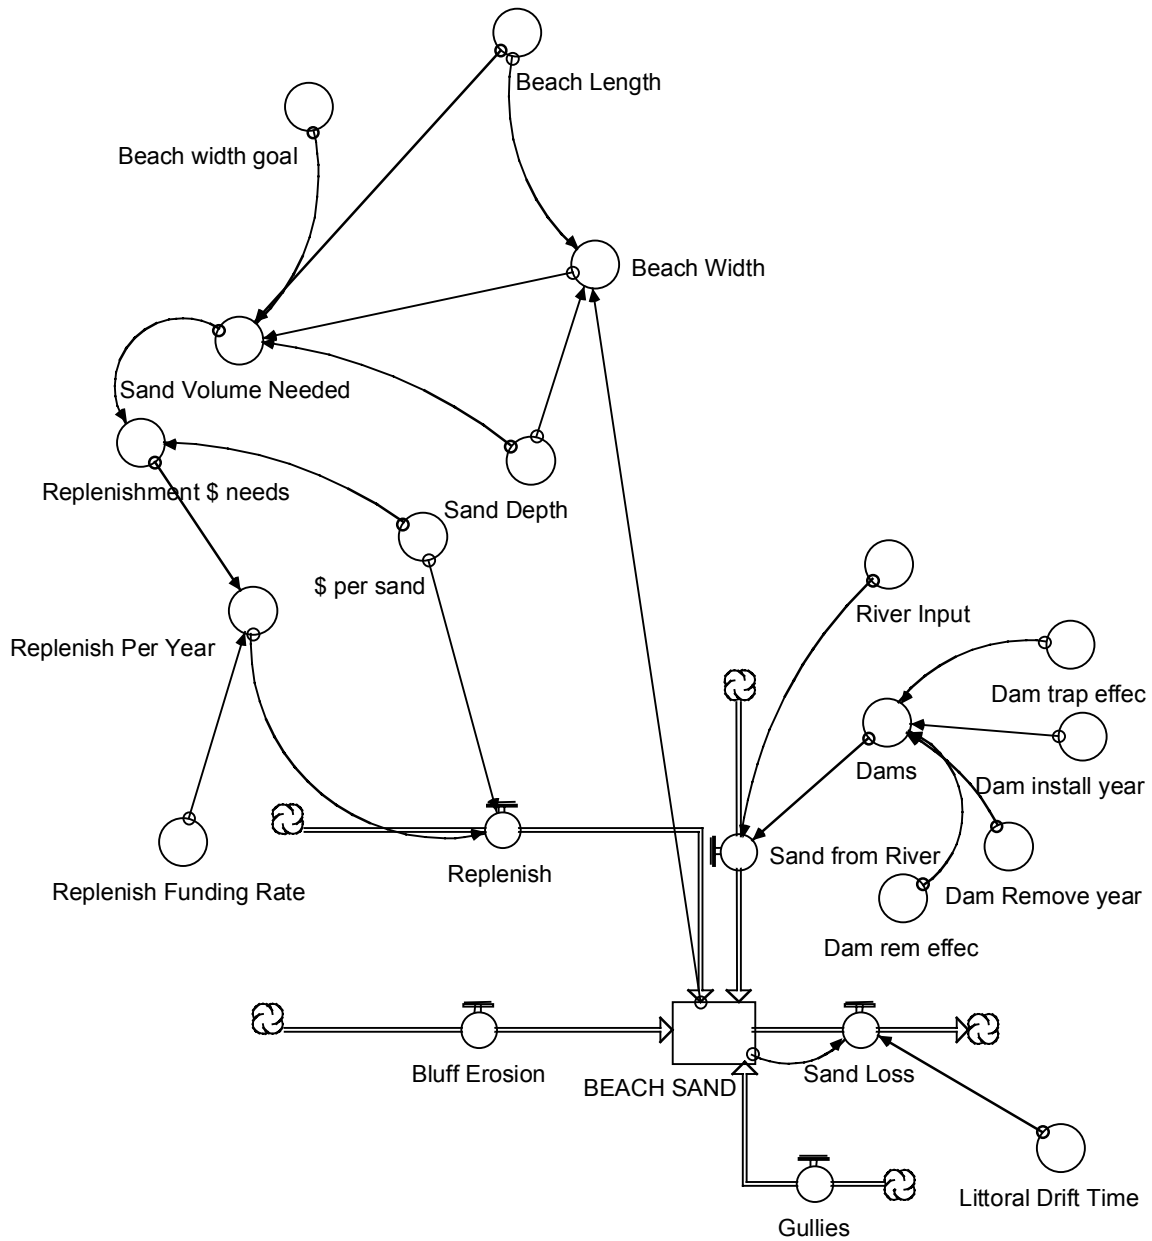 Beach Length
Beach width goal
Beach Width
Sand Volume Needed
Replenishment $ needs
Sand Depth
$ per sand
River Input
Replenish Per Year
Dam trap effec
Dams
Dam install year
Sand from River
Replenish
Replenish Funding Rate
Dam Remove year
Dam rem effec
Bluff Erosion
BEACH SAND
Sand Loss
Littoral Drift Time
Gullies